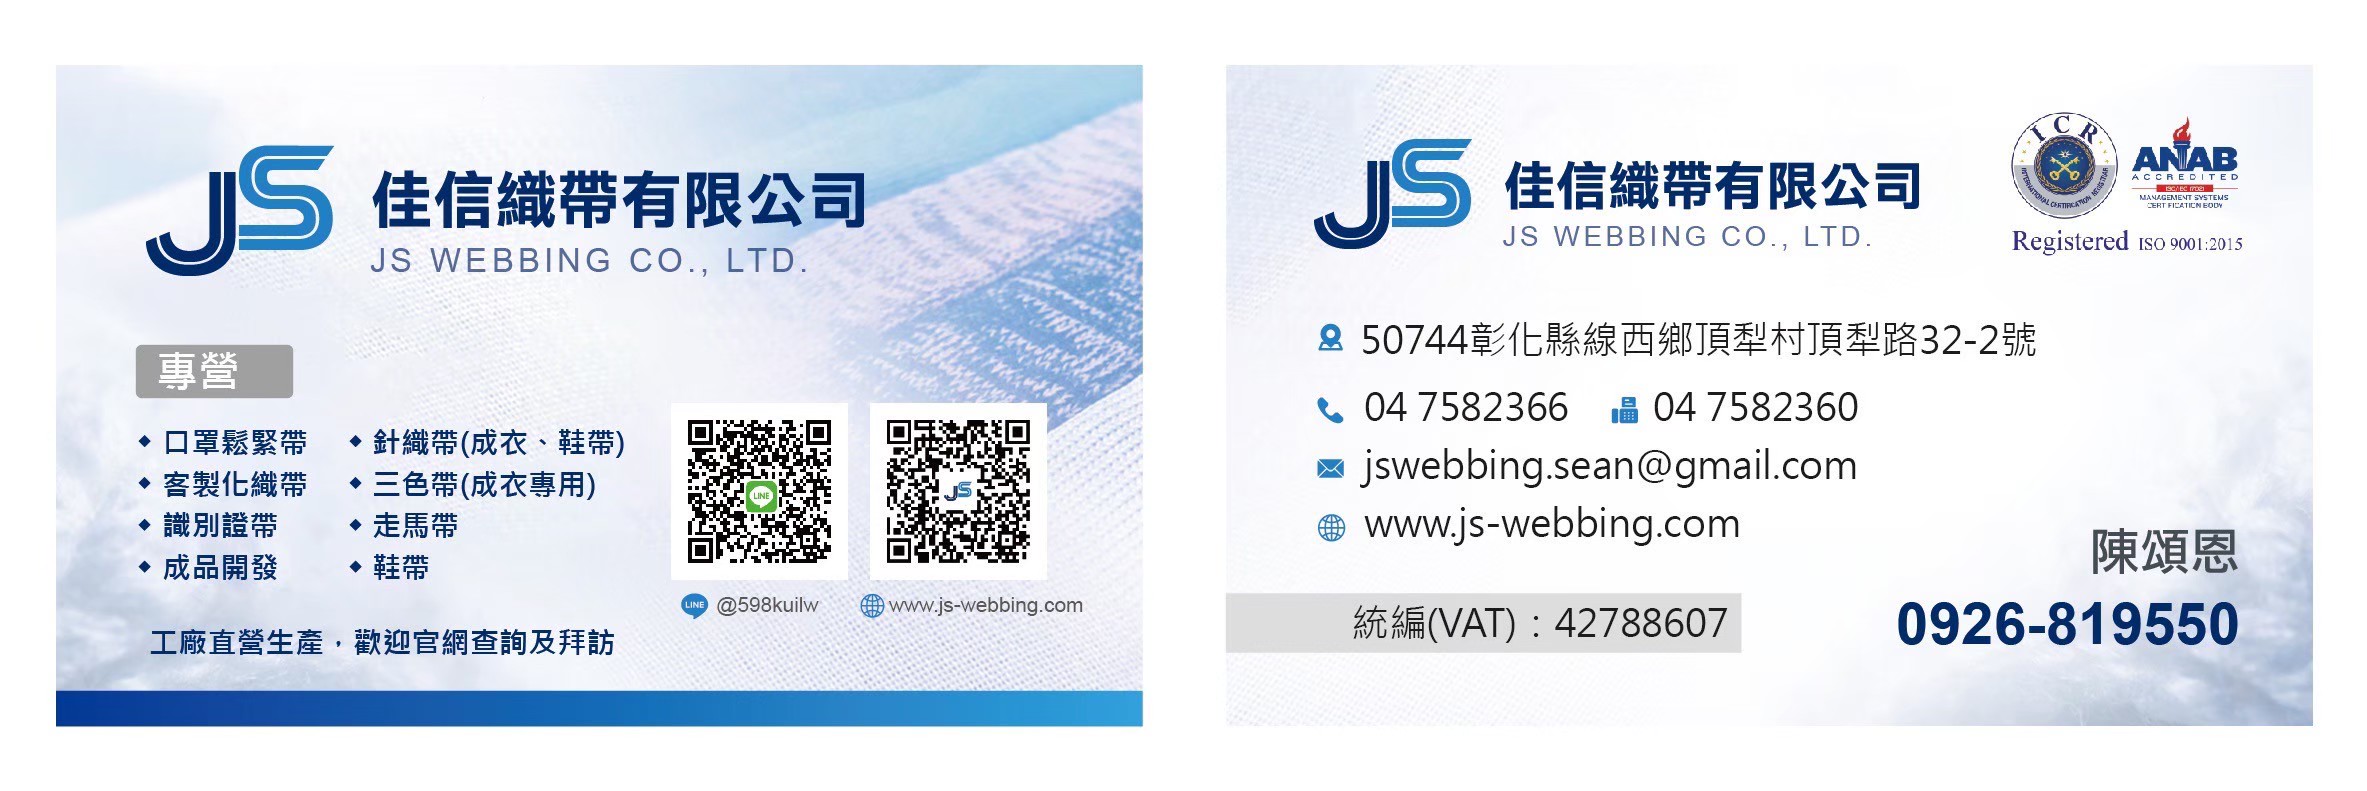 JS
佳信織帶有限公司
JS WEBBING CO., LTD.
專營
◆ 口罩鬆緊帶
◆ 客製化織帶
◆ 識別證帶
◆ 成品開發
◆ 針織帶(成衣、鞋帶)
◆ 三色帶(成衣專用)
◆ 走馬帶
◆ 鞋帶
LINE
JS
LINE @598kuilw
www.js-webbing.com
工廠直營生產，歡迎官網查詢及拜訪
JS
佳信織帶有限公司
JS WEBBING CO., LTD.
ICR
INTERNATIONAL CERTIFICATION REGISTRAR
ANAB
ACCREDITED
ISO/IEC 17021
MANAGEMENT SYSTEMS
CERTIFICATION BODY
Registered ISO 9001:2015
50744彰化縣線西鄉頂犁村頂犁路32-2號
04 7582366 04 7582360
jswebbing.sean@gmail.com
www.js-webbing.com
統編(VAT)：42788607
陳頌恩
0926-819550